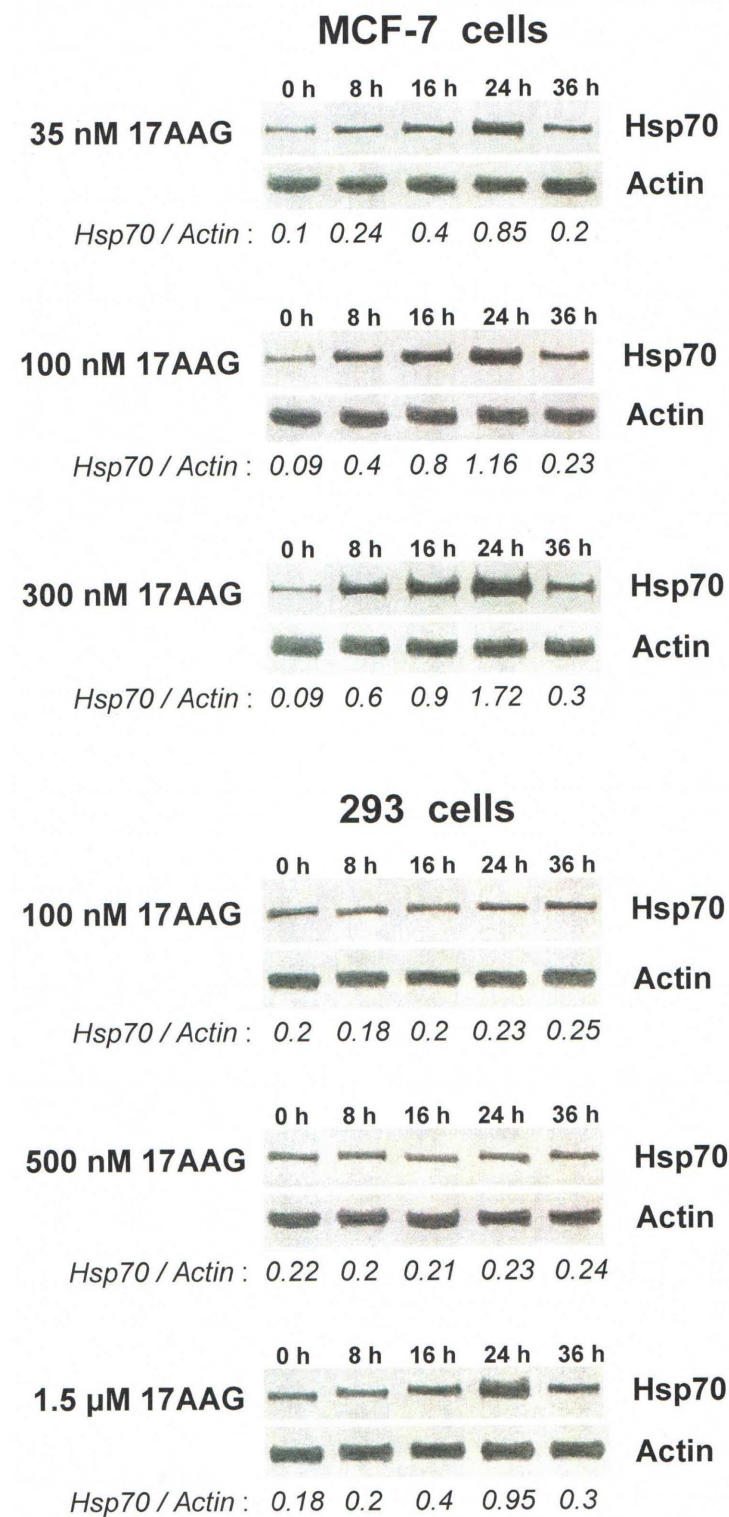 MCF-7 cells
0 h 8 h 16 h 24 h 36 h
35 nM 17AAG Hsp70
Actin
Hsp70 / Actin : 0.1 0.24 0.4 0.85 0.2
0 h 8 h 16 h 24 h 36 h
100 nM 17AAG Hsp70
Actin
Hsp70 / Actin : 0.09 0.4 0.8 1.16 0.23
0 h 8 h 16 h 24 h 36 h
300 nM 17AAG Hsp70
Actin
Hsp70 / Actin : 0.09 0.6 0.9 1.72 0.3
293 cells
0 h 8 h 16 h 24 h 36 h
100 nM 17AAG Hsp70
Actin
Hsp70 / Actin : 0.2 0.18 0.2 0.23 0.25
0 h 8 h 16 h 24 h 36 h
500 nM 17AAG Hsp70
Actin
Hsp70 / Actin : 0.22 0.2 0.21 0.23 0.24
0 h 8 h 16 h 24 h 36 h
1.5 µM 17AAG Hsp70
Actin
Hsp70 / Actin : 0.18 0.2 0.4 0.95 0.3